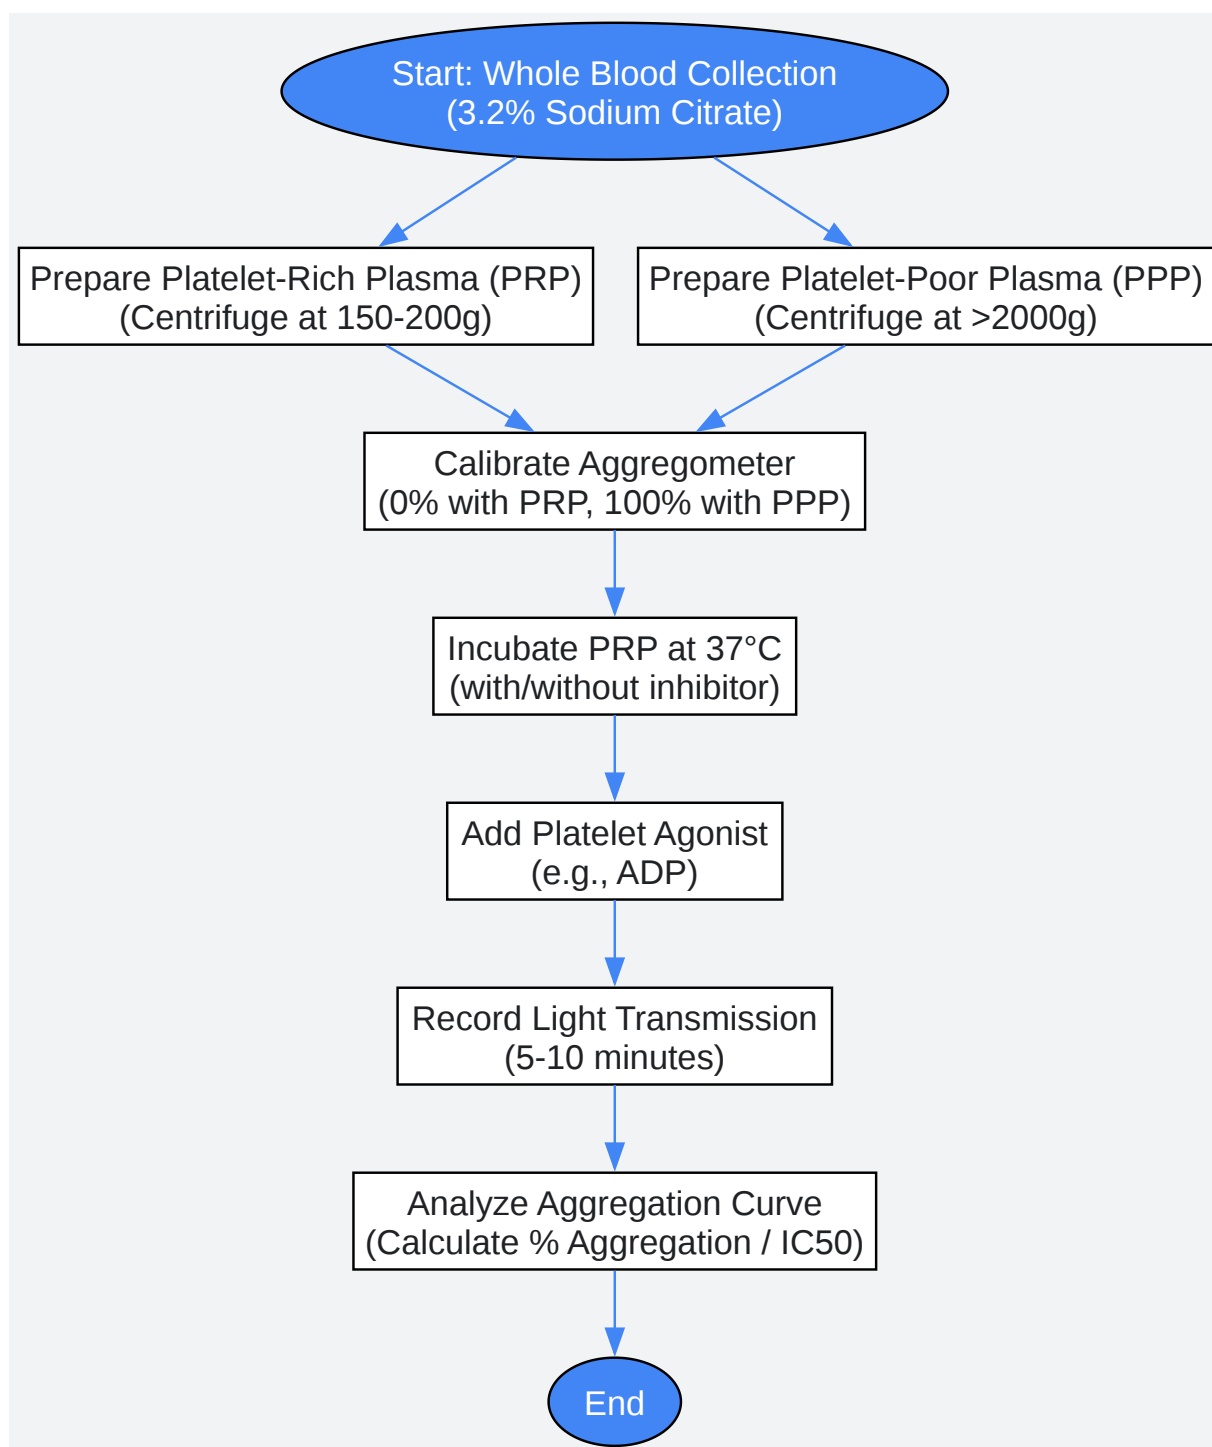 Start: Whole Blood Collection
(3.2% Sodium Citrate)
Prepare Platelet-Rich Plasma (PRP)
(Centrifuge at 150-200g)
Prepare Platelet-Poor Plasma (PPP)
(Centrifuge at >2000g)
Calibrate Aggregometer
(0% with PRP, 100% with PPP)
Incubate PRP at 37°C
(with/without inhibitor)
Add Platelet Agonist
(e.g., ADP)
Record Light Transmission
(5-10 minutes)
Analyze Aggregation Curve
(Calculate % Aggregation / IC50)
End